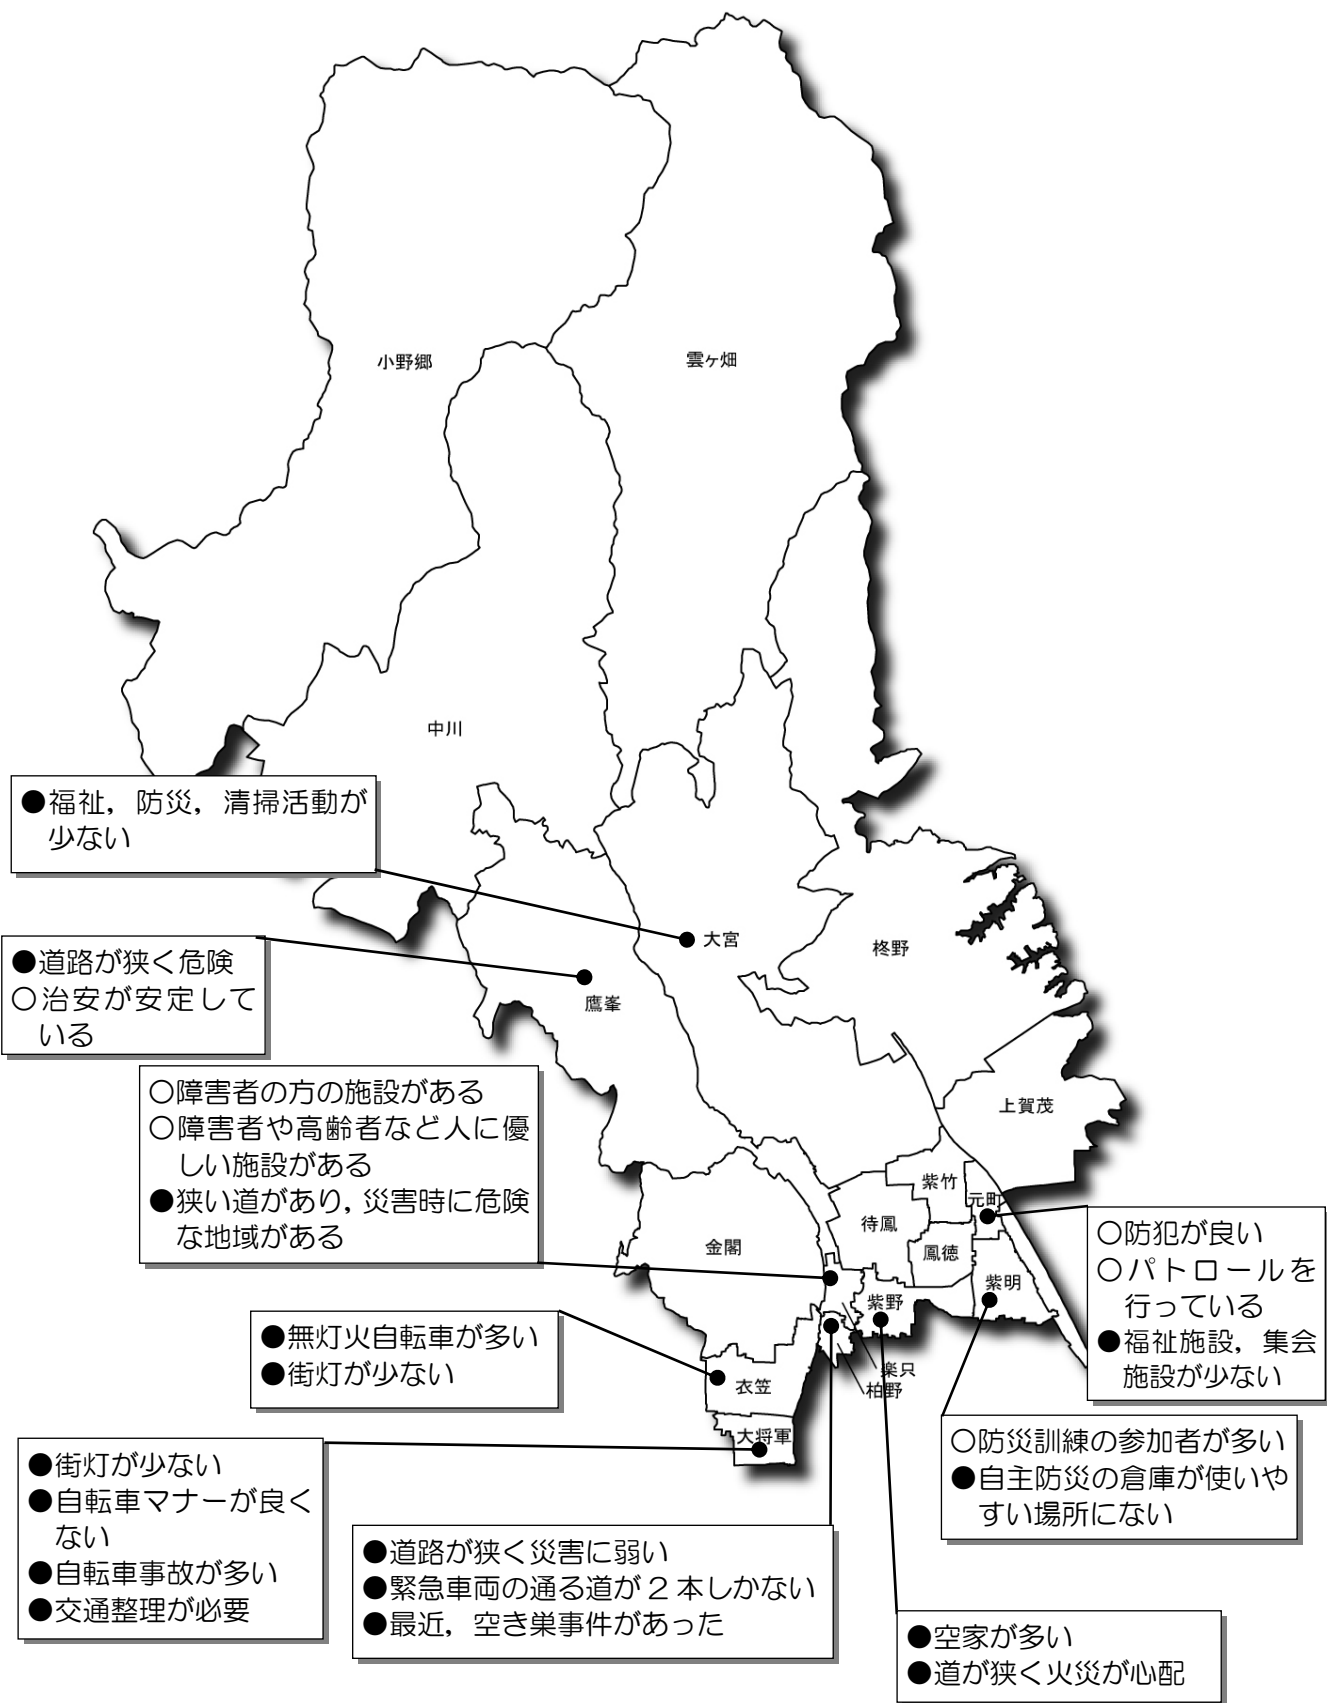 小野郷
雲ヶ畑
中川
●福祉，防災，清掃活動が
少ない
大宮
柊野
●道路が狭く危険
○治安が安定して
いる
鷹峯
○障害者の方の施設がある
○障害者や高齢者など人に優
しい施設がある
●狭い道があり，災害時に危険
な地域がある
上賀茂
紫竹
元町
待鳳
金閣
鳳徳
紫明
紫野
○防犯が良い
○パトロールを
行っている
●福祉施設，集会
施設が少ない
●無灯火自転車が多い
●街灯が少ない
楽只
柏野
衣笠
大将軍
○防災訓練の参加者が多い
●自主防災の倉庫が使いや
すい場所にない
●街灯が少ない
●自転車マナーが良く
ない
●自転車事故が多い
●交通整理が必要
●道路が狭く災害に弱い
●緊急車両の通る道が２本しかない
●最近，空き巣事件があった
●空家が多い
●道が狭く火災が心配